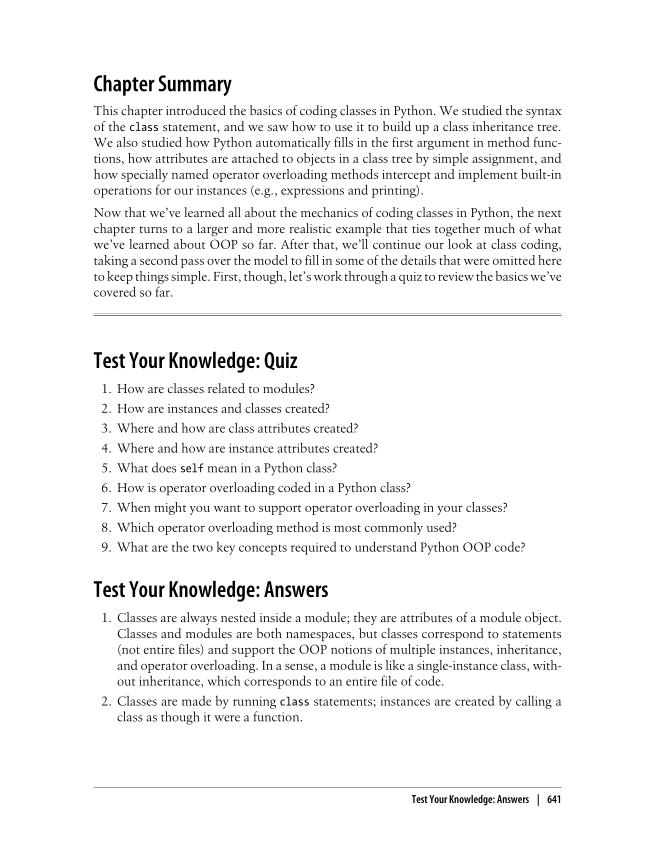 Chapter Summary
This chapter introduced the basics of coding classes in Python. We studied the syntax
of the class statement, and we saw how to use it to build up a class inheritance tree.
We also studied how Python automatically fills in the first argument in method func-
tions, how attributes are attached to objects in a class tree by simple assignment, and
how specially named operator overloading methods intercept and implement built-in
operations for our instances (e.g., expressions and printing).
Now that we’ve learned all about the mechanics of coding classes in Python, the next
chapter turns to a larger and more realistic example that ties together much of what
we’ve learned about OOP so far. After that, we’ll continue our look at class coding,
taking a second pass over the model to fill in some of the details that were omitted here
to keep things simple. First, though, let’s work through a quiz to review the basics we’ve
covered so far.
Test Your Knowledge: Quiz
1. How are classes related to modules?
2. How are instances and classes created?
3. Where and how are class attributes created?
4. Where and how are instance attributes created?
5. What does self mean in a Python class?
6. How is operator overloading coded in a Python class?
7. When might you want to support operator overloading in your classes?
8. Which operator overloading method is most commonly used?
9. What are the two key concepts required to understand Python OOP code?
Test Your Knowledge: Answers
1. Classes are always nested inside a module; they are attributes of a module object.
Classes and modules are both namespaces, but classes correspond to statements
(not entire files) and support the OOP notions of multiple instances, inheritance,
and operator overloading. In a sense, a module is like a single-instance class, with-
out inheritance, which corresponds to an entire file of code.
2. Classes are made by running class statements; instances are created by calling a
class as though it were a function.
Test Your Knowledge: Answers | 641